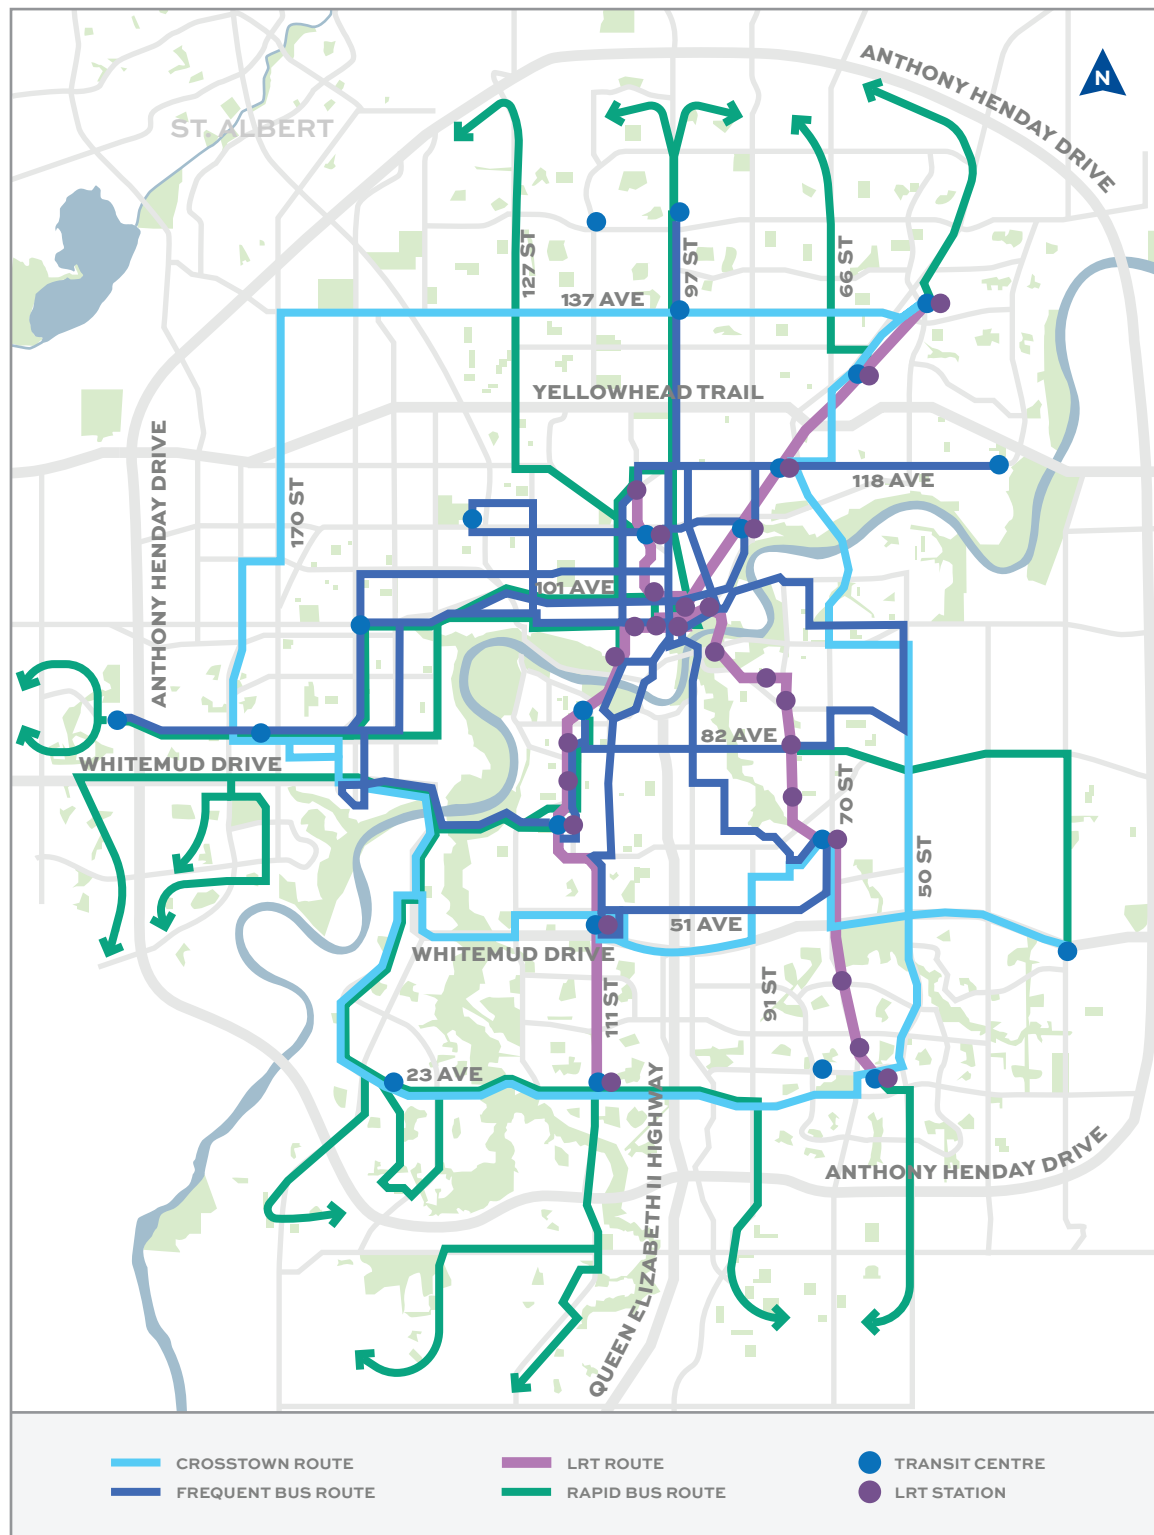 ANTHONY HENDAY DRIVE
N
ST. ALBERT
127 ST
97 ST
66 ST
137 AVE
YELLOWHEAD TRAIL
ANTHONY HENDAY DRIVE
170 ST
118 AVE
101 AVE
82 AVE
WHITEMUD DRIVE
70 ST
50 ST
51 AVE
WHITEMUD DRIVE
91 ST
111 ST
23 AVE
QUEEN ELIZABETH II HIGHWAY
ANTHONY HENDAY DRIVE
CROSSTOWN ROUTE
LRT ROUTE
TRANSIT CENTRE
FREQUENT BUS ROUTE
RAPID BUS ROUTE
LRT STATION